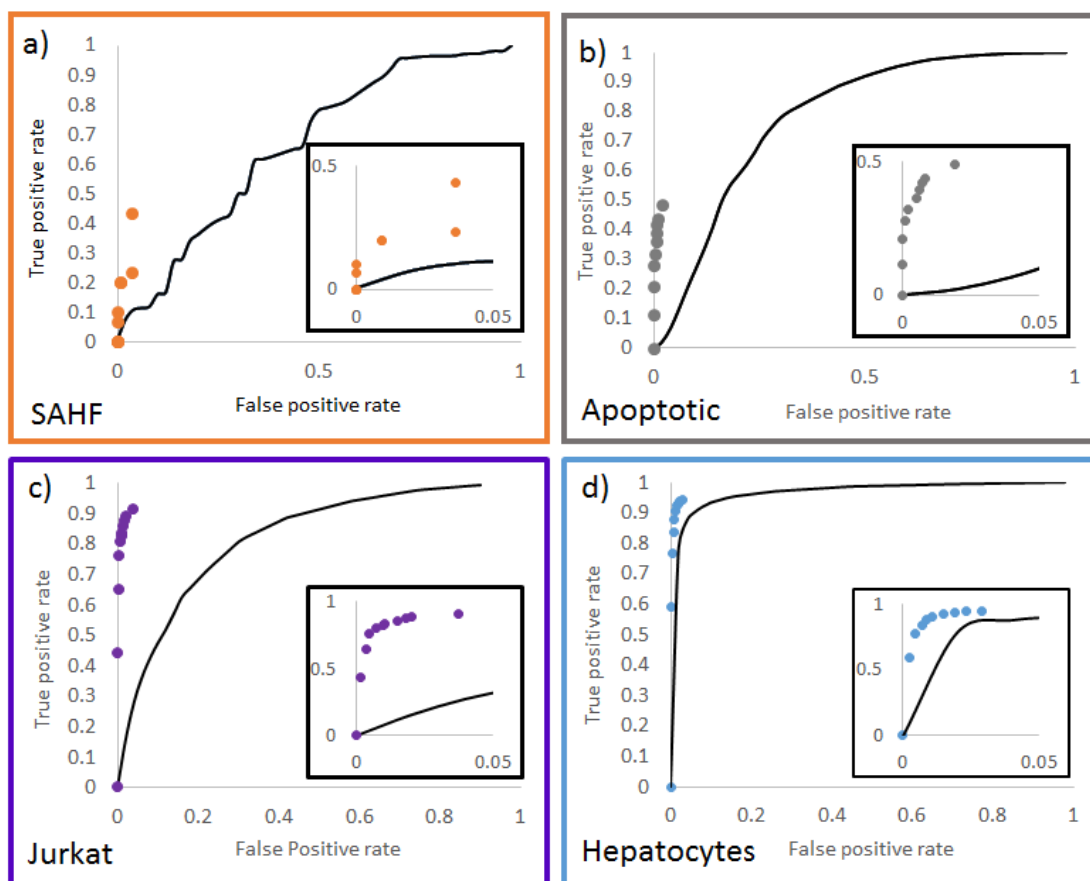 a)
1
0.9
0.8
0.7
0.6
0.5
0.4
0.3
0.2
0.1
0
True positive rate
0.5
0
0 0.05
0 0.5 1
False positive rate
SAHF
b)
1
0.9
0.8
0.7
0.6
0.5
0.4
0.3
0.2
0.1
0
True positive rate
0.5
0
0 0.05
0 0.5 1
False positive rate
Apoptotic
c)
1
0.9
0.8
0.7
0.6
0.5
0.4
0.3
0.2
0.1
0
True positive rate
1
0.5
0
0 0.05
0 0.2 0.4 0.6 0.8 1
False Positive rate
Jurkat
d)
1
0.9
0.8
0.7
0.6
0.5
0.4
0.3
0.2
0.1
0
True positive rate
1
0.5
0
0 0.05
0 0.2 0.4 0.6 0.8 1
False positive rate
Hepatocytes